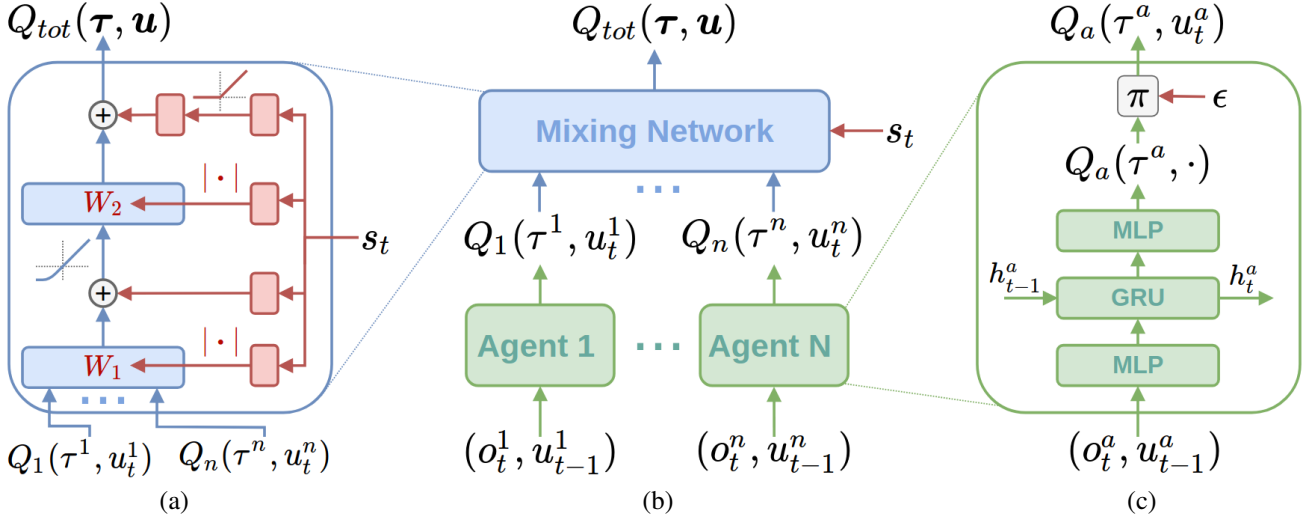 Q_{tot}(τ, u)
+
W_2
| · |
s_t
+
W_1
| · |
...
Q_1(τ^1, u_t^1)
Q_n(τ^n, u_t^n)
(a)
Q_{tot}(τ, u)
Mixing Network
s_t
...
Q_1(τ^1, u_t^1)
Q_n(τ^n, u_t^n)
Agent 1
...
Agent N
(o_t^1, u_{t-1}^1)
(o_t^n, u_{t-1}^n)
(b)
Q_a(τ^a, u_t^a)
π
ϵ
Q_a(τ^a, ·)
MLP
h_{t-1}^a
GRU
h_t^a
MLP
(o_t^a, u_{t-1}^a)
(c)